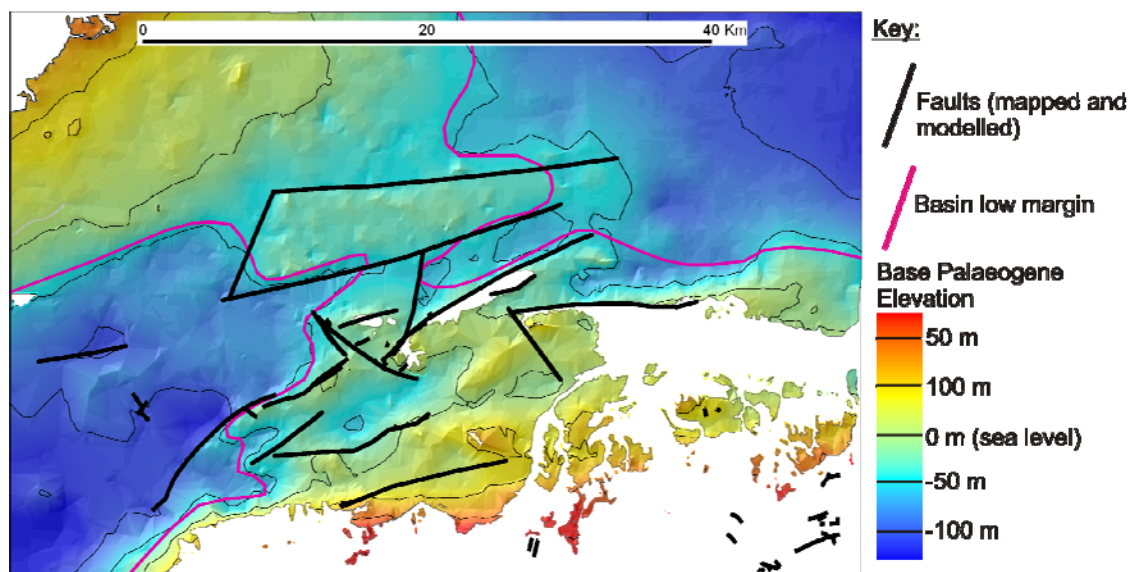 0 20 40 Km
Key:
Faults (mapped and
modelled)
Basin low margin
Base Palaeogene
Elevation
50 m
100 m
0 m (sea level)
-50 m
-100 m